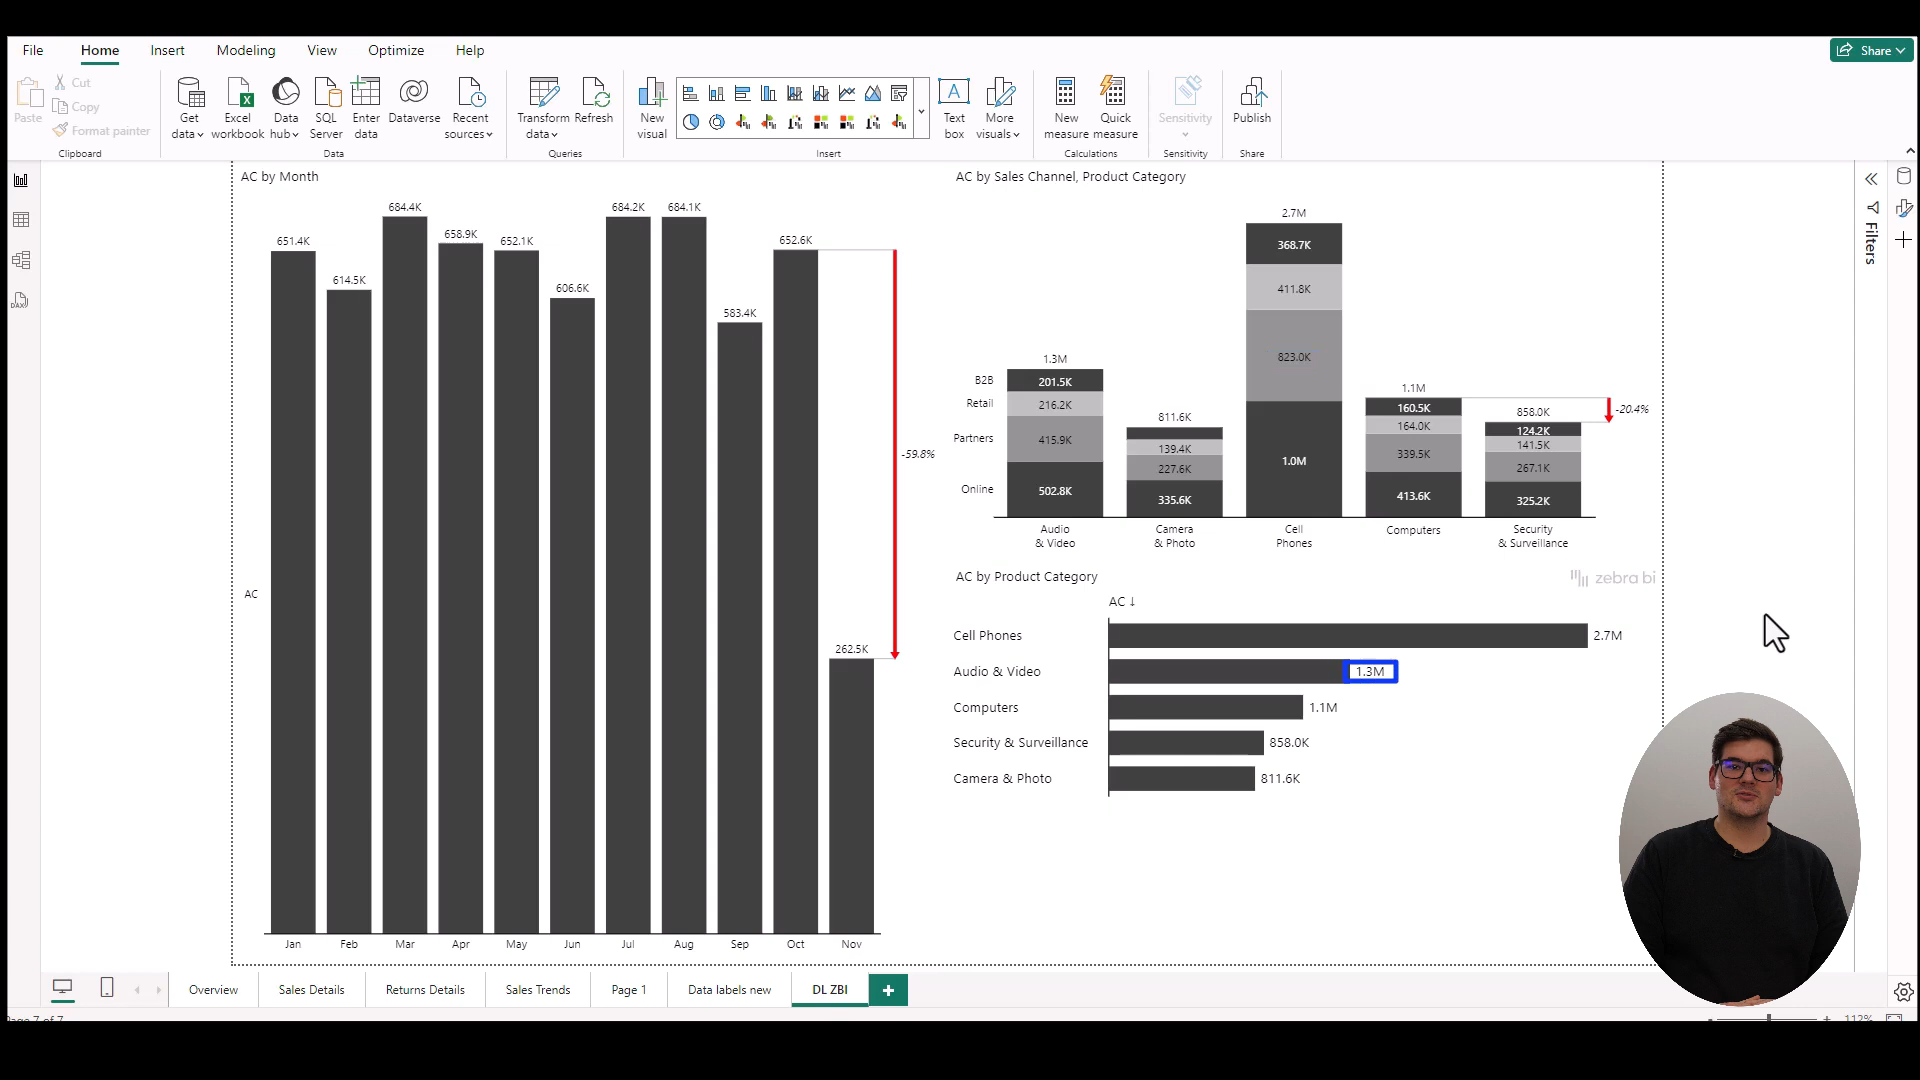 File Home Insert Modeling View Optimize Help
Share
Paste
Cut
Copy
Format painter
Clipboard
Get data
Excel workbook
Data hub
SQL Server
Enter data
Dataverse
Recent sources
Data
Transform data
Refresh
Queries
New visual
A
Text box
More visuals
Insert
New measure
Quick measure
Calculations
Sensitivity
Sensitivity
Publish
Share
DAX
Filters
AC by Month
AC
651.4K
614.5K
684.4K
658.9K
652.1K
606.6K
684.2K
684.1K
583.4K
652.6K
262.5K
-59.8%
Jan Feb Mar Apr May Jun Jul Aug Sep Oct Nov
AC by Sales Channel, Product Category
B2B
Retail
Partners
Online
1.3M
201.5K
216.2K
415.9K
502.8K
811.6K
139.4K
227.6K
335.6K
2.7M
368.7K
411.8K
823.0K
1.0M
1.1M
160.5K
164.0K
339.5K
413.6K
858.0K
124.2K
141.5K
267.1K
325.2K
-20.4%
Audio & Video
Camera & Photo
Cell Phones
Computers
Security & Surveillance
AC by Product Category
zebra bi
AC ↓
Cell Phones 2.7M
Audio & Video 1.3M
Computers 1.1M
Security & Surveillance 858.0K
Camera & Photo 811.6K
Overview Sales Details Returns Details Sales Trends Page 1 Data labels new DL ZBI +
Page 7 of 7
- + 112%